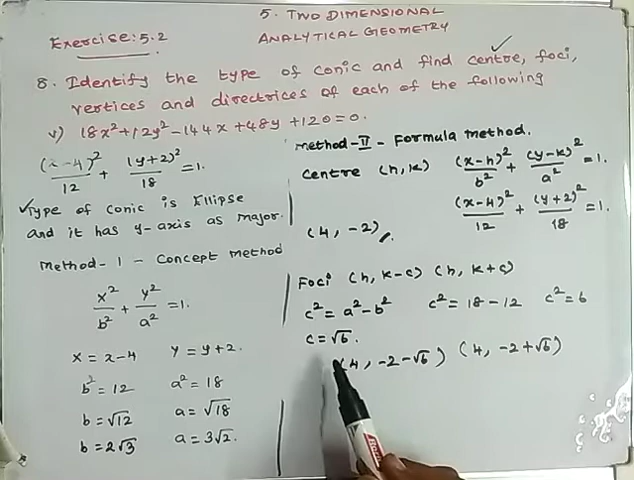 5. TWO DIMENSIONAL
ANALYTICAL GEOMETRY
Exercise: 5.2
8. Identify the type of conic and find centre, foci,
vertices and directrices of each of the following
v) 18x²+12y²-144x+48y+120=0.
(x-4)²/12 + (y+2)²/18 = 1.
Type of conic is Ellipse
and it has y-axis as major.
Method-1 - Concept method
x²/b² + y²/a² = 1.
x = x-4 y = y+2.
b² = 12 a² = 18
b = √12 a = √18
b = 2√3 a = 3√2.
Method-II - Formula method.
Centre (h, k) (x-h)²/b² + (y-k)²/a² = 1.
(x-4)²/12 + (y+2)²/18 = 1.
(4, -2)
Foci (h, k-c) (h, k+c)
c² = a²-b² c² = 18-12 c² = 6
c = √6.
(4, -2-√6) (4, -2+√6)